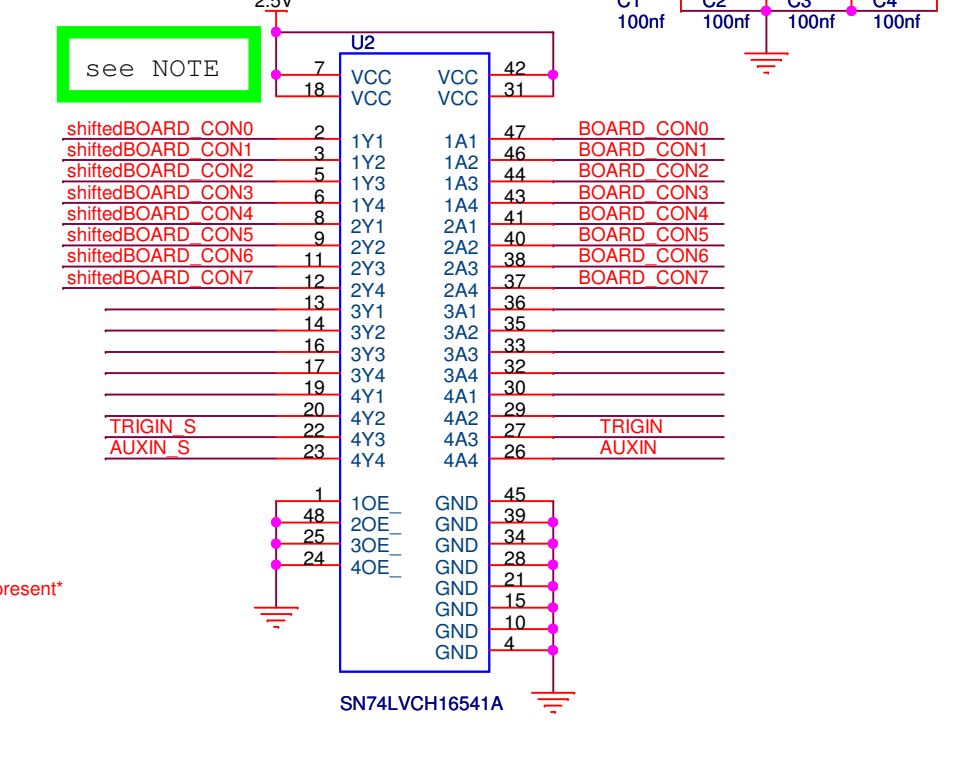 2.5V
C1 C2 C3 C4
100nf 100nf 100nf 100nf
see NOTE
U2
7 VCC VCC 42
18 VCC VCC 31
shiftedBOARD_CON0 2 1Y1 1A1 47 BOARD_CON0
shiftedBOARD_CON1 3 1Y2 1A2 46 BOARD_CON1
shiftedBOARD_CON2 5 1Y3 1A3 44 BOARD_CON2
shiftedBOARD_CON3 6 1Y4 1A4 43 BOARD_CON3
shiftedBOARD_CON4 8 2Y1 2A1 41 BOARD_CON4
shiftedBOARD_CON5 9 2Y2 2A2 40 BOARD_CON5
shiftedBOARD_CON6 11 2Y3 2A3 38 BOARD_CON6
shiftedBOARD_CON7 12 2Y4 2A4 37 BOARD_CON7
13 3Y1 3A1 36
14 3Y2 3A2 35
16 3Y3 3A3 33
17 3Y4 3A4 32
19 4Y1 4A1 30
20 4Y2 4A2 29
TRIGIN_S 22 4Y3 4A3 27 TRIGIN
AUXIN_S 23 4Y4 4A4 26 AUXIN
1 1OE_ GND 45
48 2OE_ GND 39
25 3OE_ GND 34
24 4OE_ GND 28
GND 21
present* GND 15
GND 10
GND 4
SN74LVCH16541A